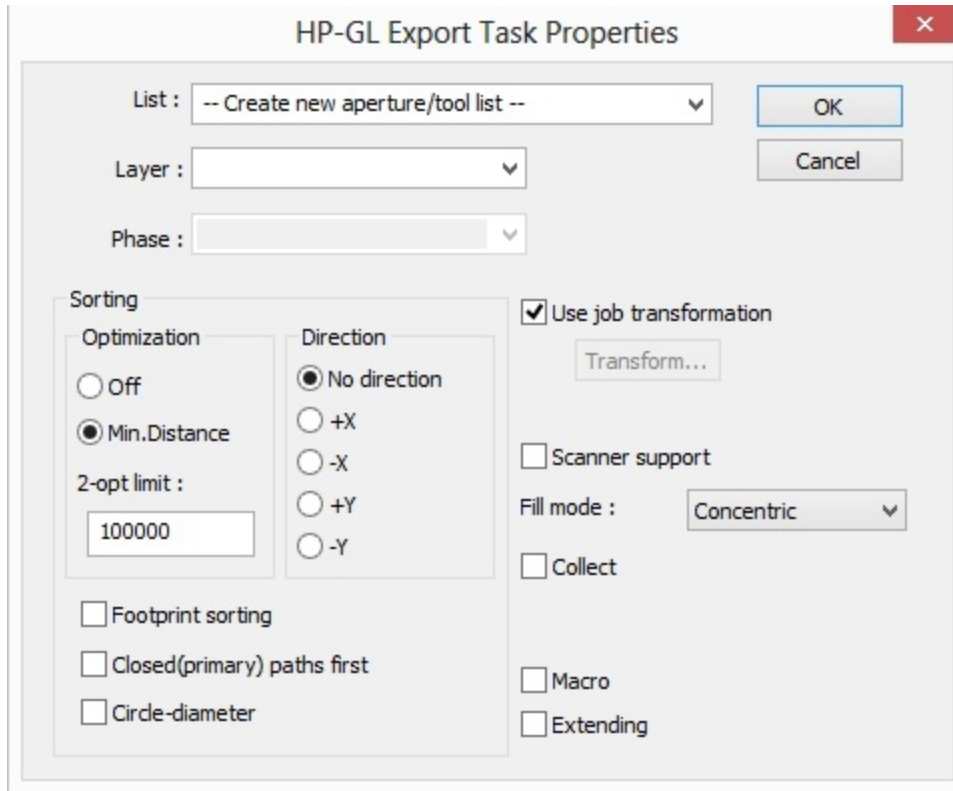 HP-GL Export Task Properties
List :
-- Create new aperture/tool list --
OK
Layer :
Cancel
Phase :
Sorting
Optimization
Off
Min.Distance
2-opt limit :
100000
Direction
No direction
+X
-X
+Y
-Y
Footprint sorting
Closed(primary) paths first
Circle-diameter
Use job transformation
Transform...
Scanner support
Fill mode :
Concentric
Collect
Macro
Extending